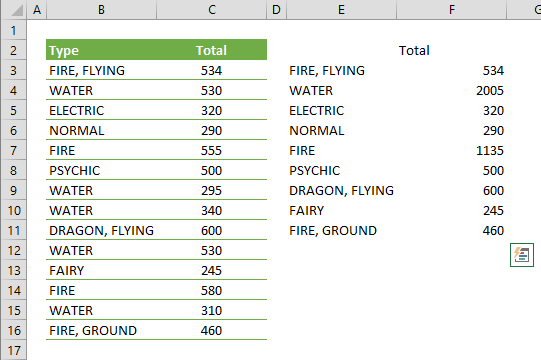 A B C D E F G
1
2 Type Total Total
3 FIRE, FLYING 534 FIRE, FLYING 534
4 WATER 530 WATER 2005
5 ELECTRIC 320 ELECTRIC 320
6 NORMAL 290 NORMAL 290
7 FIRE 555 FIRE 1135
8 PSYCHIC 500 PSYCHIC 500
9 WATER 295 DRAGON, FLYING 600
10 WATER 340 FAIRY 245
11 DRAGON, FLYING 600 FIRE, GROUND 460
12 WATER 530
13 FAIRY 245
14 FIRE 580
15 WATER 310
16 FIRE, GROUND 460
17